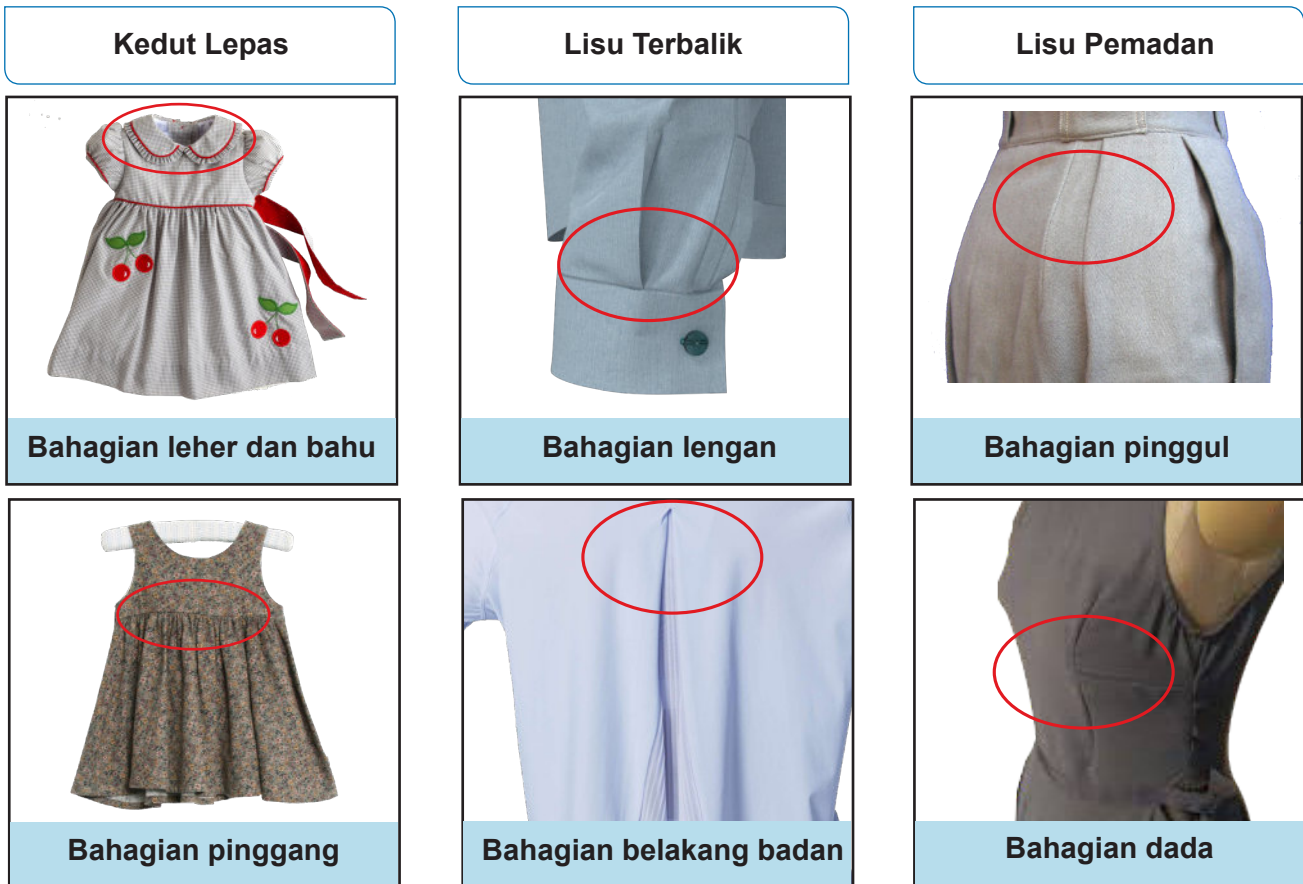 Kedut Lepas
Lisu Terbalik
Lisu Pemadan
Bahagian leher dan bahu
Bahagian lengan
Bahagian pinggul
Bahagian pinggang
Bahagian belakang badan
Bahagian dada